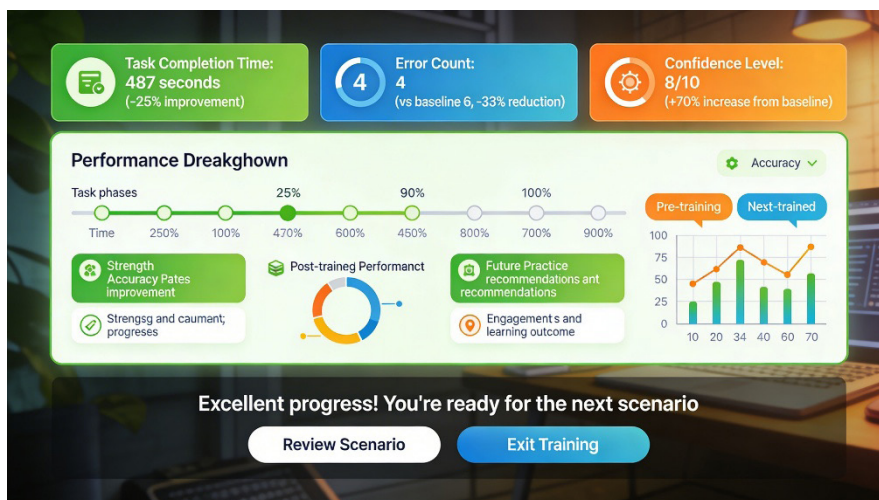 Task Completion Time:
487 seconds
(-25% improvement)
4
Error Count:
4
(vs baseline 6, -33% reduction)
Confidence Level:
8/10
(+70% increase from baseline)
Performance Dreakghown
Accuracy
Task phases
25%
90%
100%
Time
250%
100%
470%
600%
450%
800%
700%
900%
Strength
Accuracy Pates
improvement
Strengsg and caumant;
progreses
Post-traineg Performanct
Future Practice
recommendations ant
recommendations
Engagement s and
learning outcome
Pre-training
Next-trained
100
75
50
25
0
10
20
34
40
60
70
Excellent progress! You're ready for the next scenario
Review Scenario
Exit Training